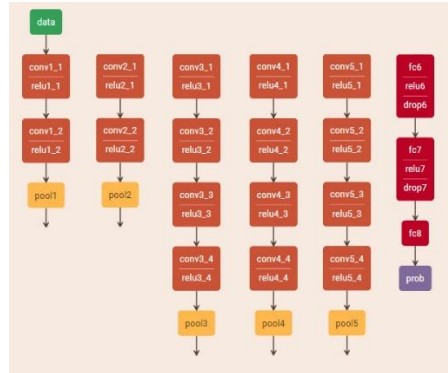 data
conv1_1
relu1_1
conv1_2
relu1_2
pool1
conv2_1
relu2_1
conv2_2
relu2_2
pool2
conv3_1
relu3_1
conv3_2
relu3_2
conv3_3
relu3_3
conv3_4
relu3_4
pool3
conv4_1
relu4_1
conv4_2
relu4_2
conv4_3
relu4_3
conv4_4
relu4_4
pool4
conv5_1
relu5_1
conv5_2
relu5_2
conv5_3
relu5_3
conv5_4
relu5_4
pool5
fc6
relu6
drop6
fc7
relu7
drop7
fc8
prob